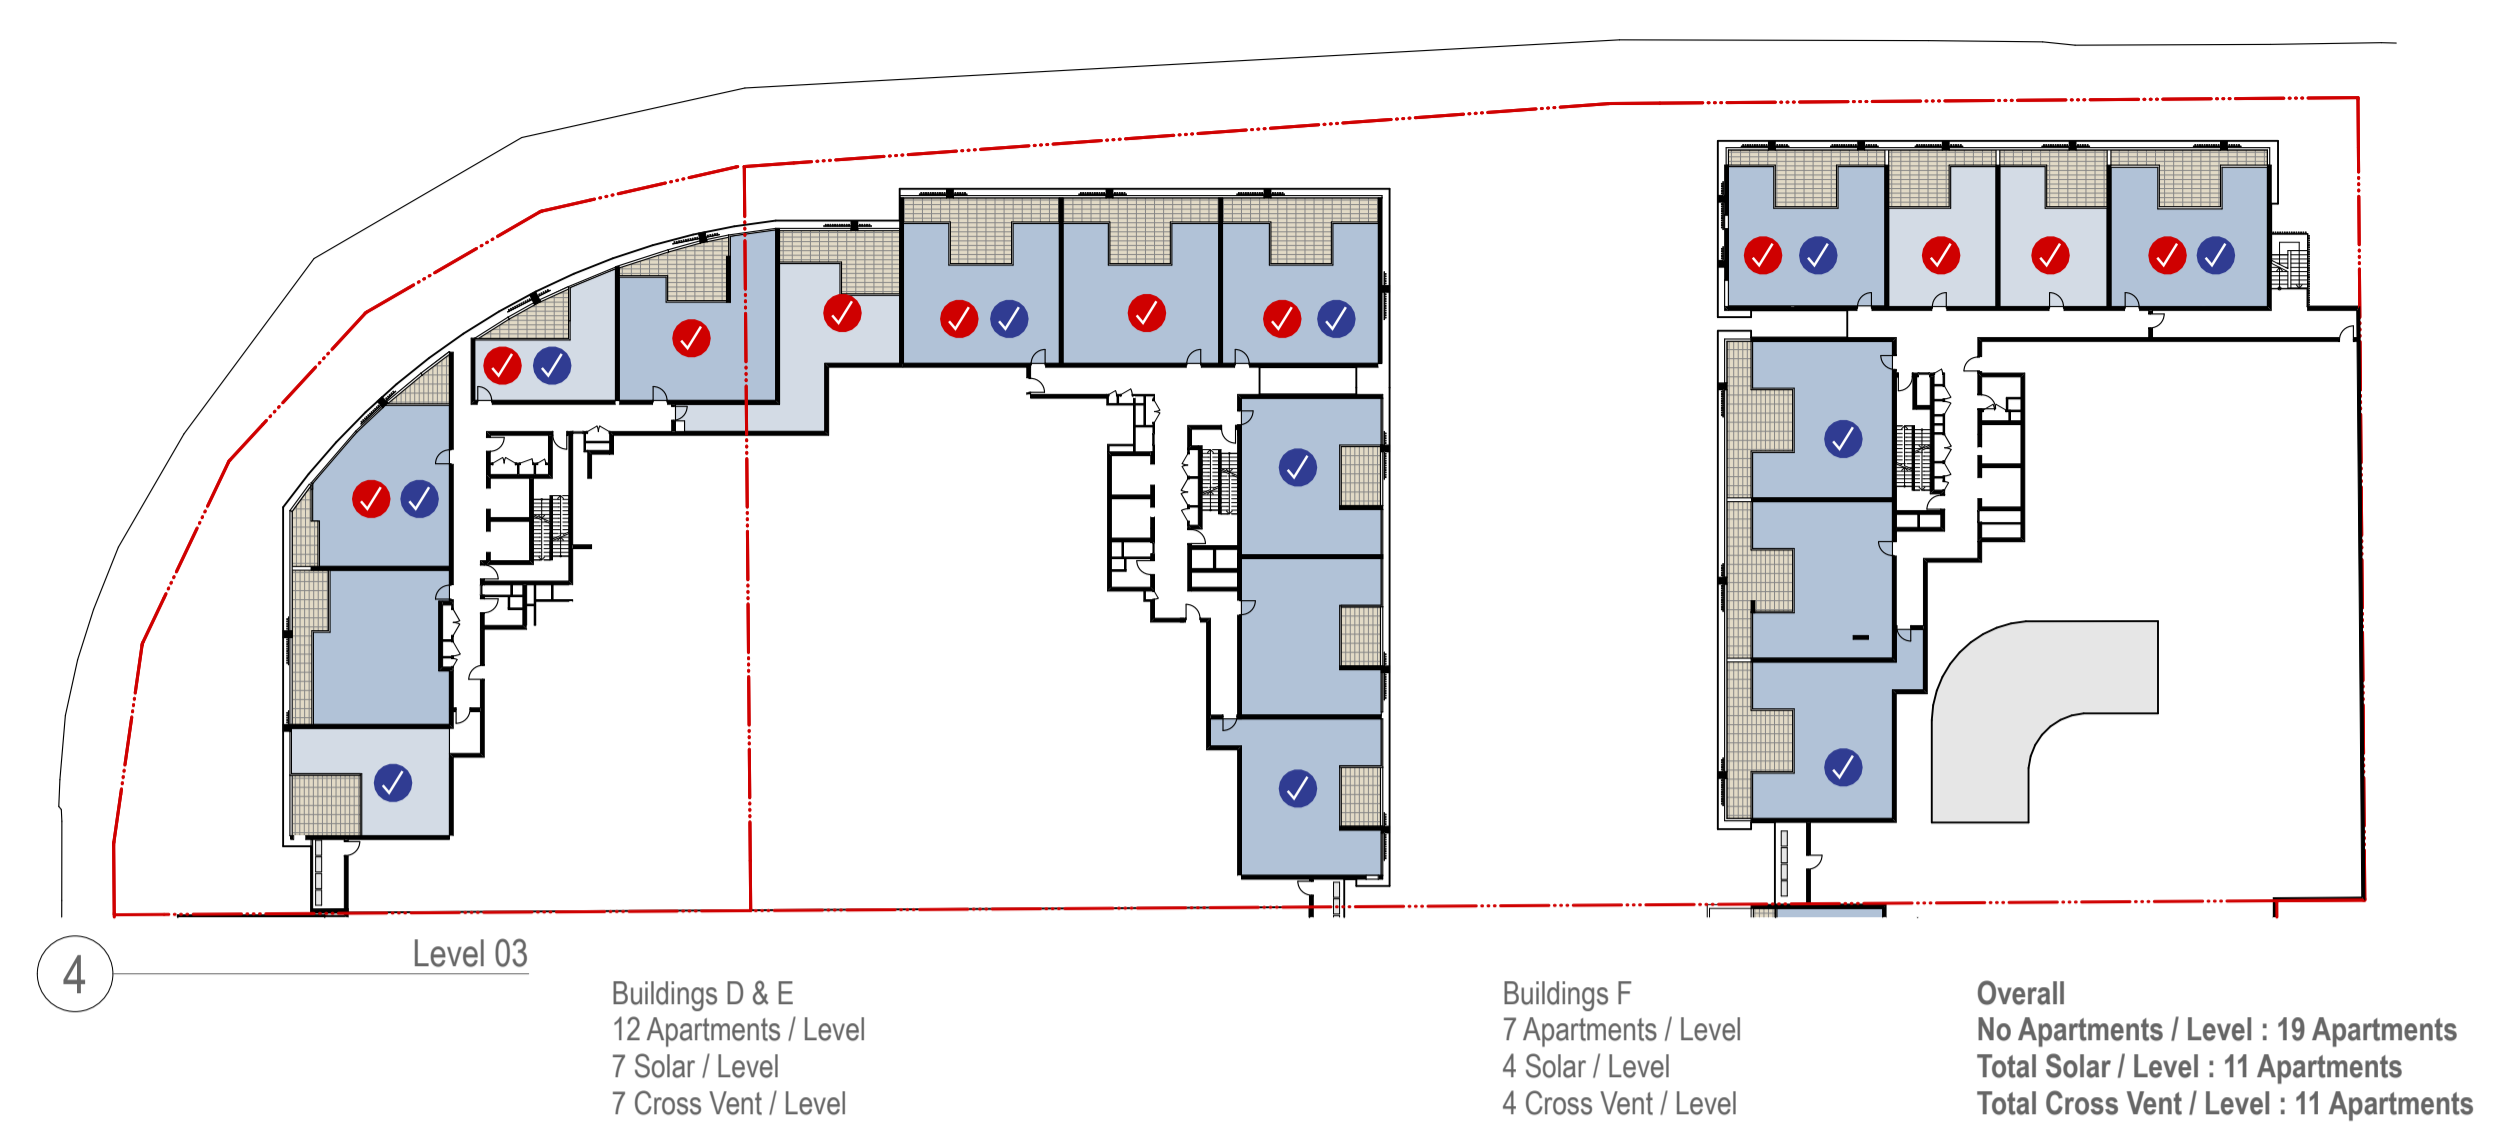 4
Level 03
Buildings D & E
12 Apartments / Level
7 Solar / Level
7 Cross Vent / Level
Buildings F
7 Apartments / Level
4 Solar / Level
4 Cross Vent / Level
Overall
No Apartments / Level : 19 Apartments
Total Solar / Level : 11 Apartments
Total Cross Vent / Level : 11 Apartments